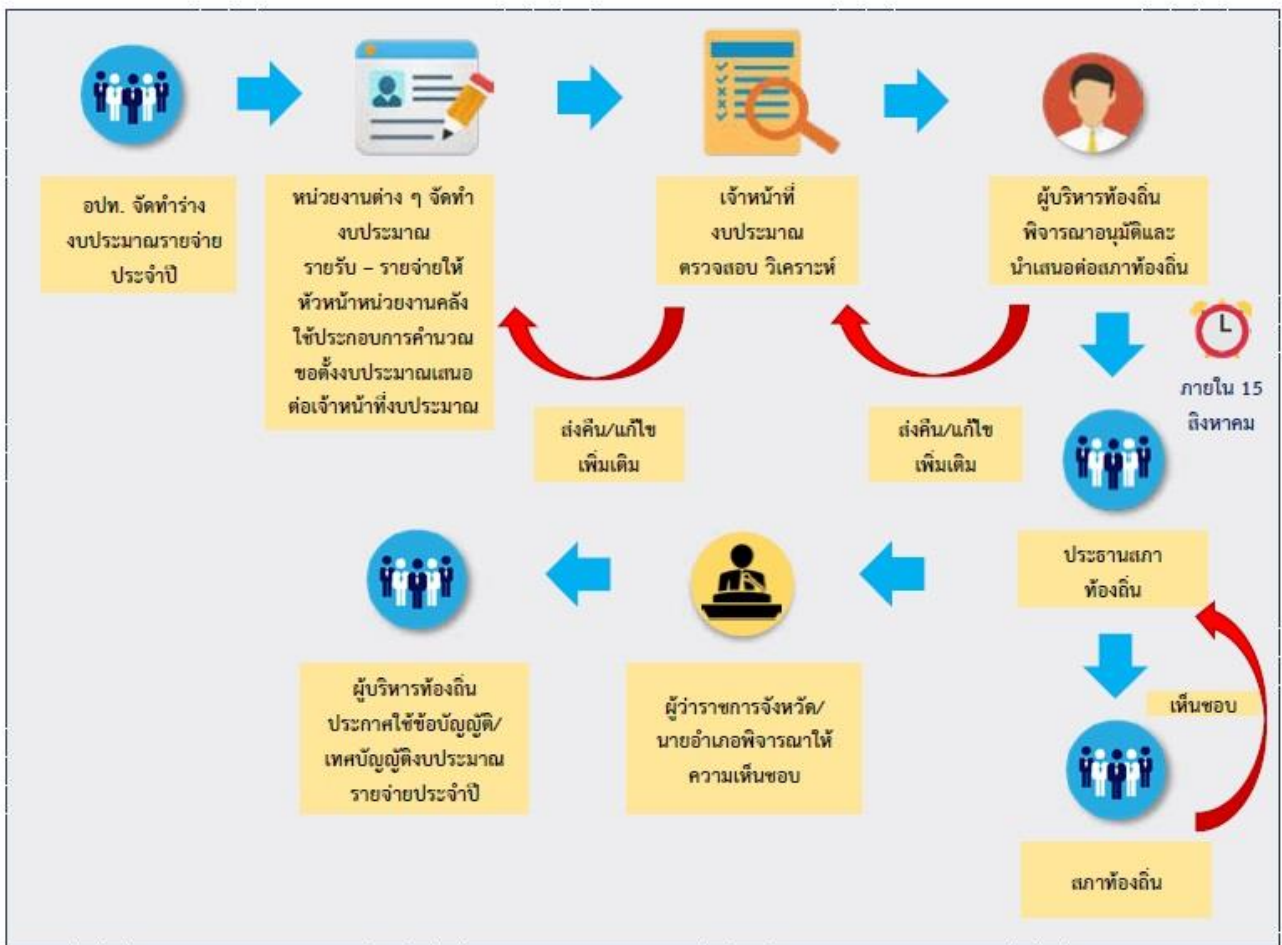 อปท. จัดทำร่าง
งบประมาณรายจ่าย
ประจำปี
หน่วยงานต่าง ๆ จัดทำ
งบประมาณ
รายรับ – รายจ่ายให้
หัวหน้าหน่วยงานคลัง
ใช้ประกอบการคำนวณ
ขอตั้งงบประมาณเสนอ
ต่อเจ้าหน้าที่งบประมาณ
เจ้าหน้าที่
งบประมาณ
ตรวจสอบ วิเคราะห์
ผู้บริหารท้องถิ่น
พิจารณาอนุมัติและ
นำเสนอต่อสภาท้องถิ่น
ส่งคืน/แก้ไข
เพิ่มเติม
ส่งคืน/แก้ไข
เพิ่มเติม
ภายใน 15
สิงหาคม
ประธานสภา
ท้องถิ่น
เห็นชอบ
สภาท้องถิ่น
ผู้ว่าราชการจังหวัด/
นายอำเภอพิจารณาให้
ความเห็นชอบ
ผู้บริหารท้องถิ่น
ประกาศใช้ข้อบัญญัติ/
เทศบัญญัติงบประมาณ
รายจ่ายประจำปี